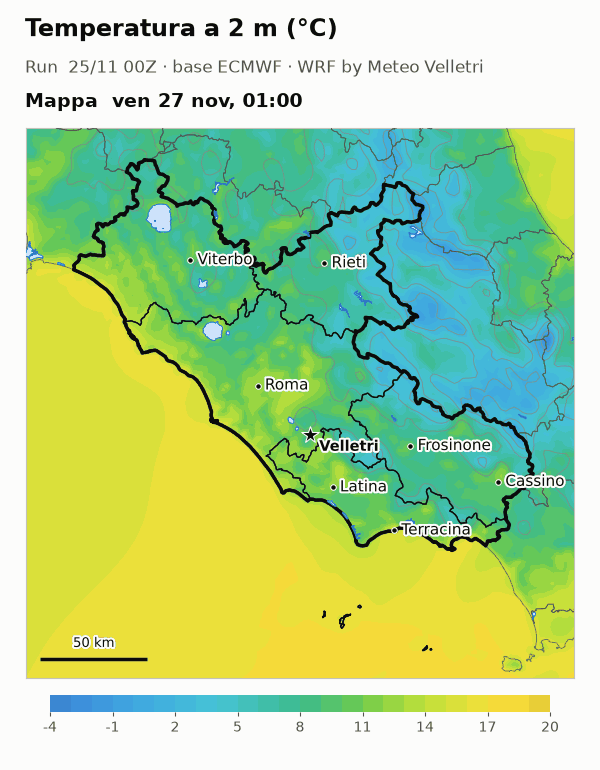 Temperatura a 2 m (°C)
Run  25/11 00Z · base ECMWF · WRF by Meteo Velletri
Mappa  ven 27 nov, 01:00
Viterbo
Rieti
Roma
Velletri
Frosinone
Cassino
Latina
Terracina
50 km
-4 -1 2 5 8 11 14 17 20